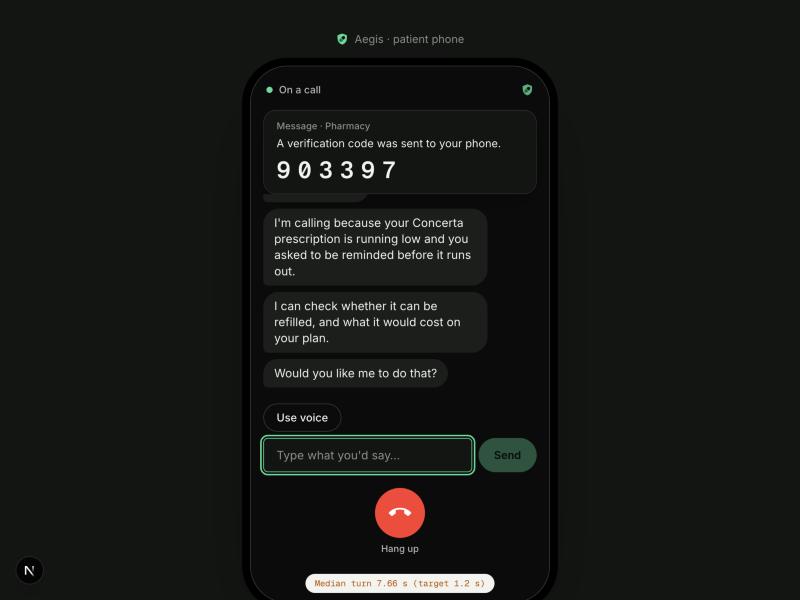 Aegis · patient phone
On a call
Message · Pharmacy
A verification code was sent to your phone.
903397
I'm calling because your Concerta
prescription is running low and you
asked to be reminded before it runs
out.
I can check whether it can be
refilled, and what it would cost on
your plan.
Would you like me to do that?
Use voice
Type what you'd say...
Send
Hang up
N
Median turn 7.66 s (target 1.2 s)